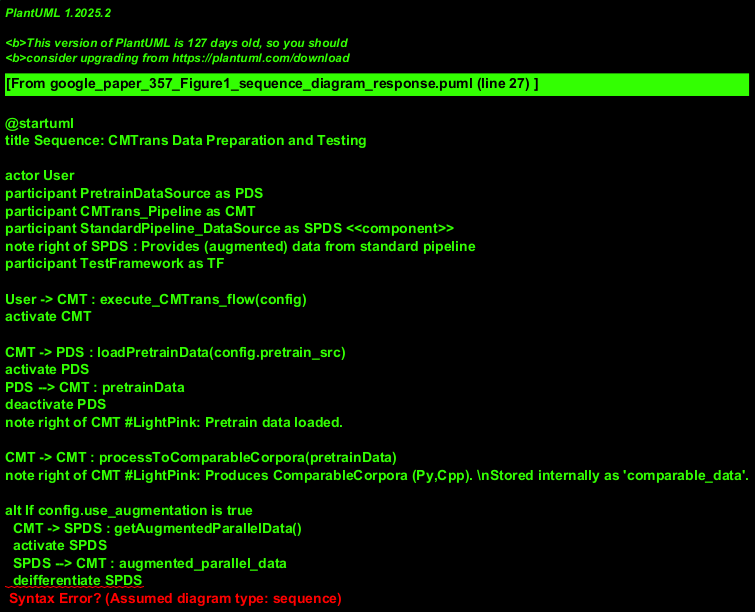 PlantUML 1.2025.2
<b>This version of PlantUML is 127 days old, so you should
<b>consider upgrading from https://plantuml.com/download
[From google_paper_357_Figure1_sequence_diagram_response.puml (line 27) ]
@startuml
title Sequence: CMTrans Data Preparation and Testing
actor User
participant PretrainDataSource as PDS
participant CMTrans_Pipeline as CMT
participant StandardPipeline_DataSource as SPDS <<component>>
note right of SPDS : Provides (augmented) data from standard pipeline
participant TestFramework as TF
User -> CMT : execute_CMTrans_flow(config)
activate CMT
CMT -> PDS : loadPretrainData(config.pretrain_src)
activate PDS
PDS --> CMT : pretrainData
deactivate PDS
note right of CMT #LightPink: Pretrain data loaded.
CMT -> CMT : processToComparableCorpora(pretrainData)
note right of CMT #LightPink: Produces ComparableCorpora (Py,Cpp). \nStored internally as 'comparable_data'.
alt If config.use_augmentation is true
CMT -> SPDS : getAugmentedParallelData()
activate SPDS
SPDS --> CMT : augmented_parallel_data
deifferentiate SPDS
Syntax Error? (Assumed diagram type: sequence)